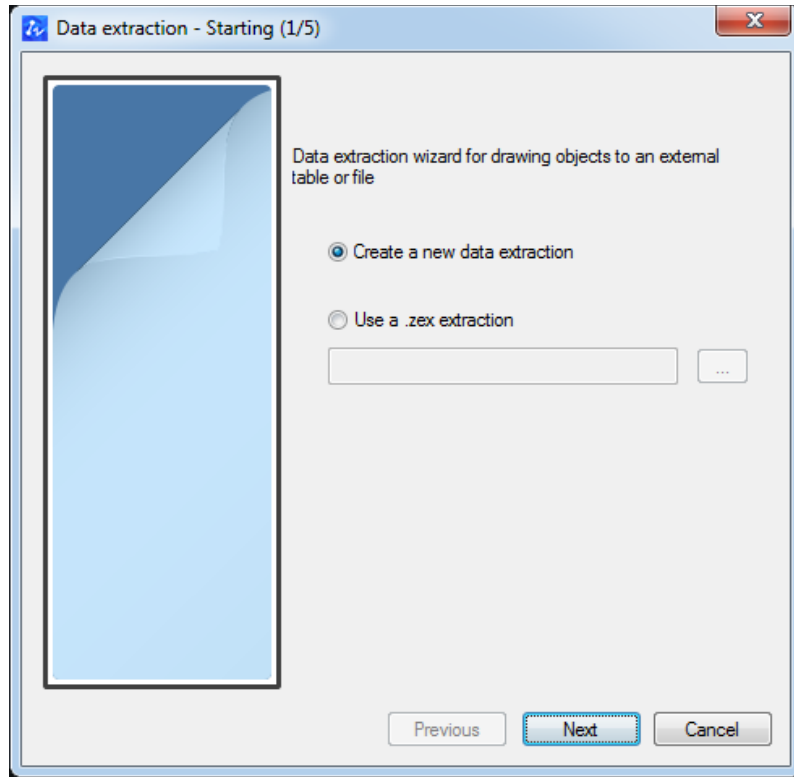 Data extraction - Starting (1/5)
Data extraction wizard for drawing objects to an external
table or file
Create a new data extraction
Use a .zex extraction
...
Previous
Next
Cancel